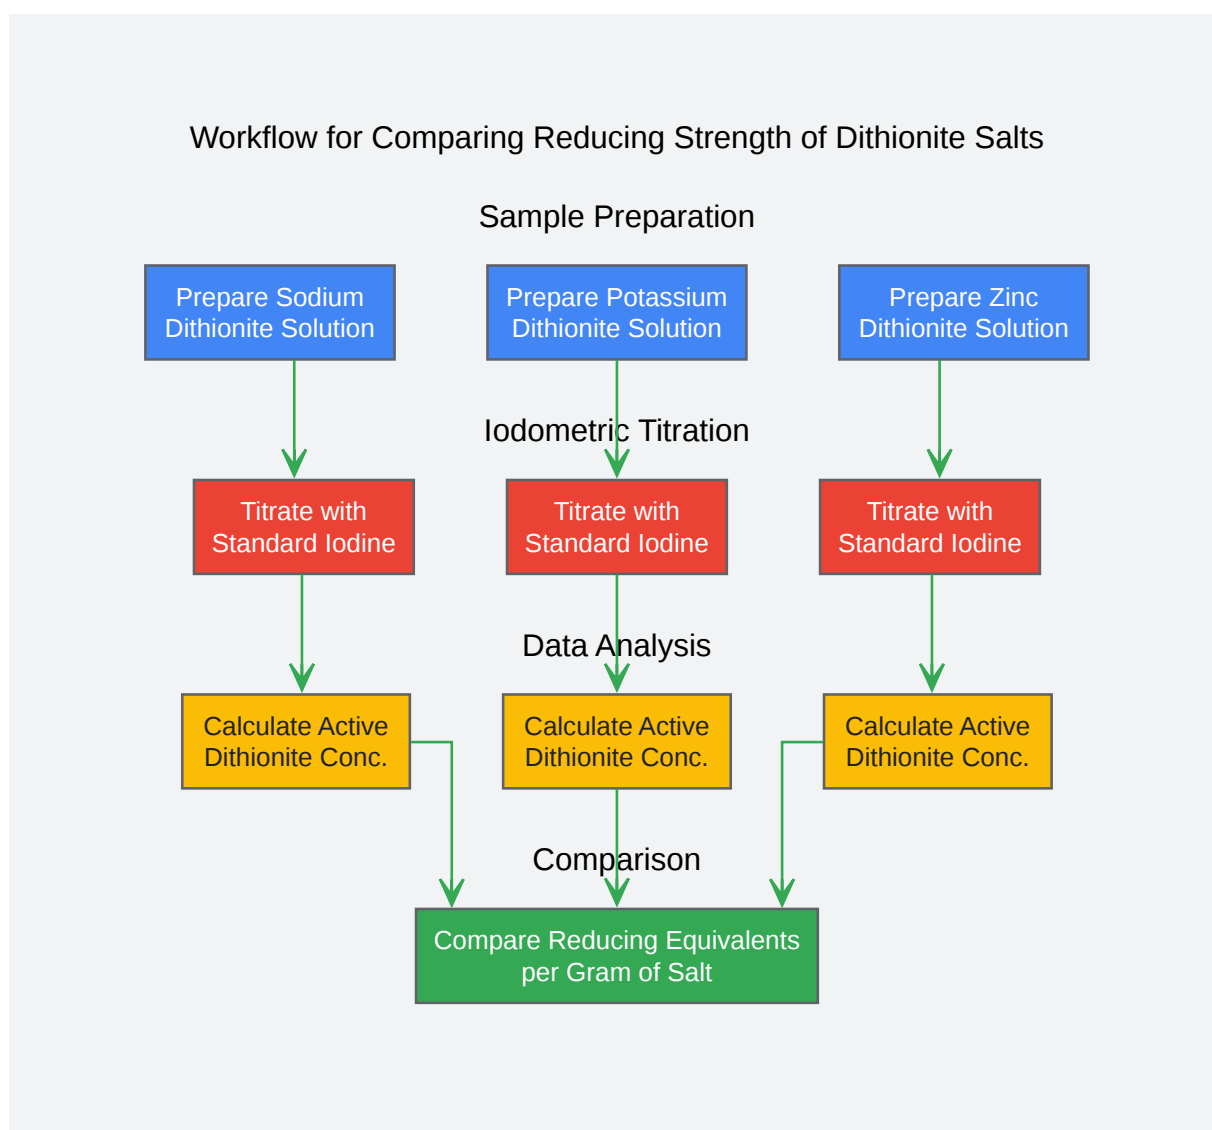 Workflow for Comparing Reducing Strength of Dithionite Salts
Sample Preparation
Prepare Sodium
Dithionite Solution
Prepare Potassium
Dithionite Solution
Prepare Zinc
Dithionite Solution
Iodometric Titration
Titrate with
Standard Iodine
Titrate with
Standard Iodine
Titrate with
Standard Iodine
Data Analysis
Calculate Active
Dithionite Conc.
Calculate Active
Dithionite Conc.
Calculate Active
Dithionite Conc.
Comparison
Compare Reducing Equivalents
per Gram of Salt